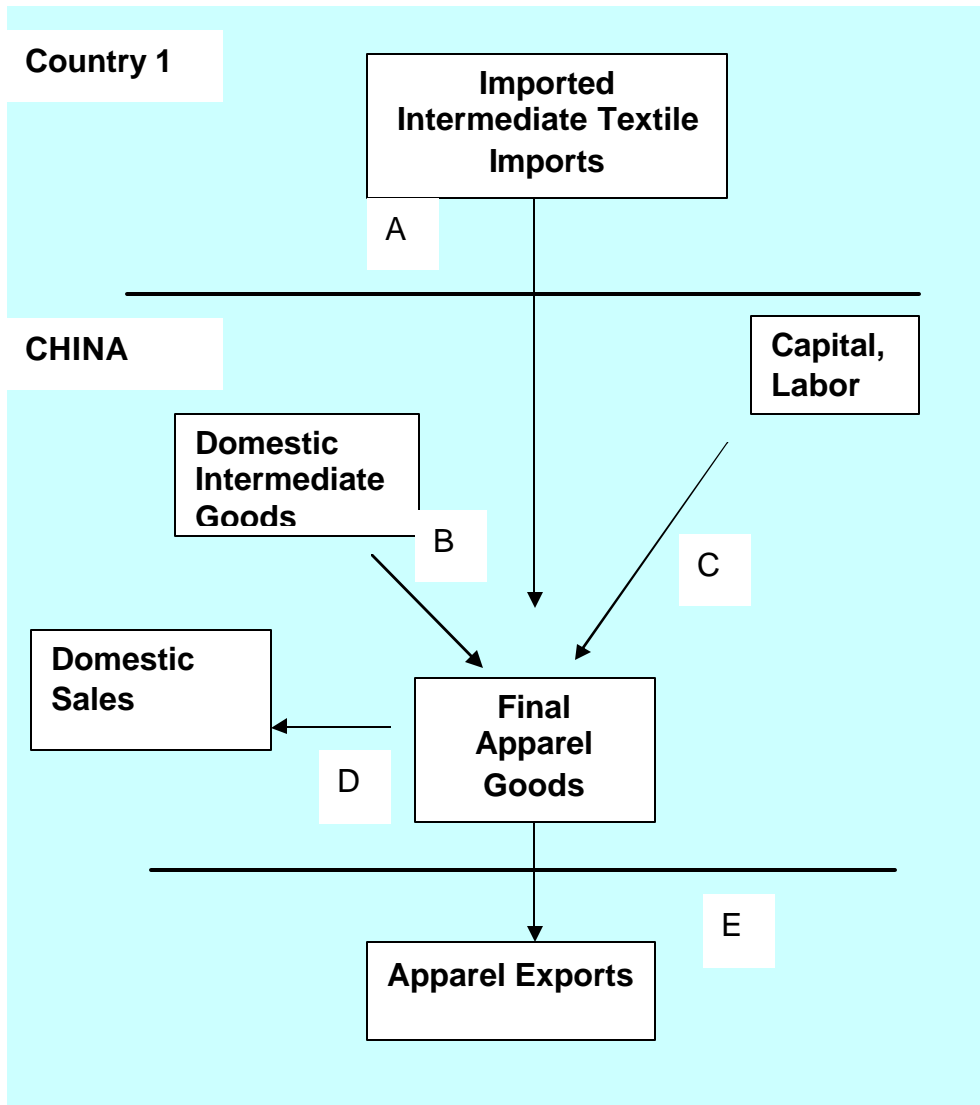 Country 1
Imported
Intermediate Textile
Imports
A
CHINA
Capital,
Labor
Domestic
Intermediate
Goods
B
C
Domestic
Sales
Final
Apparel
Goods
D
E
Apparel Exports